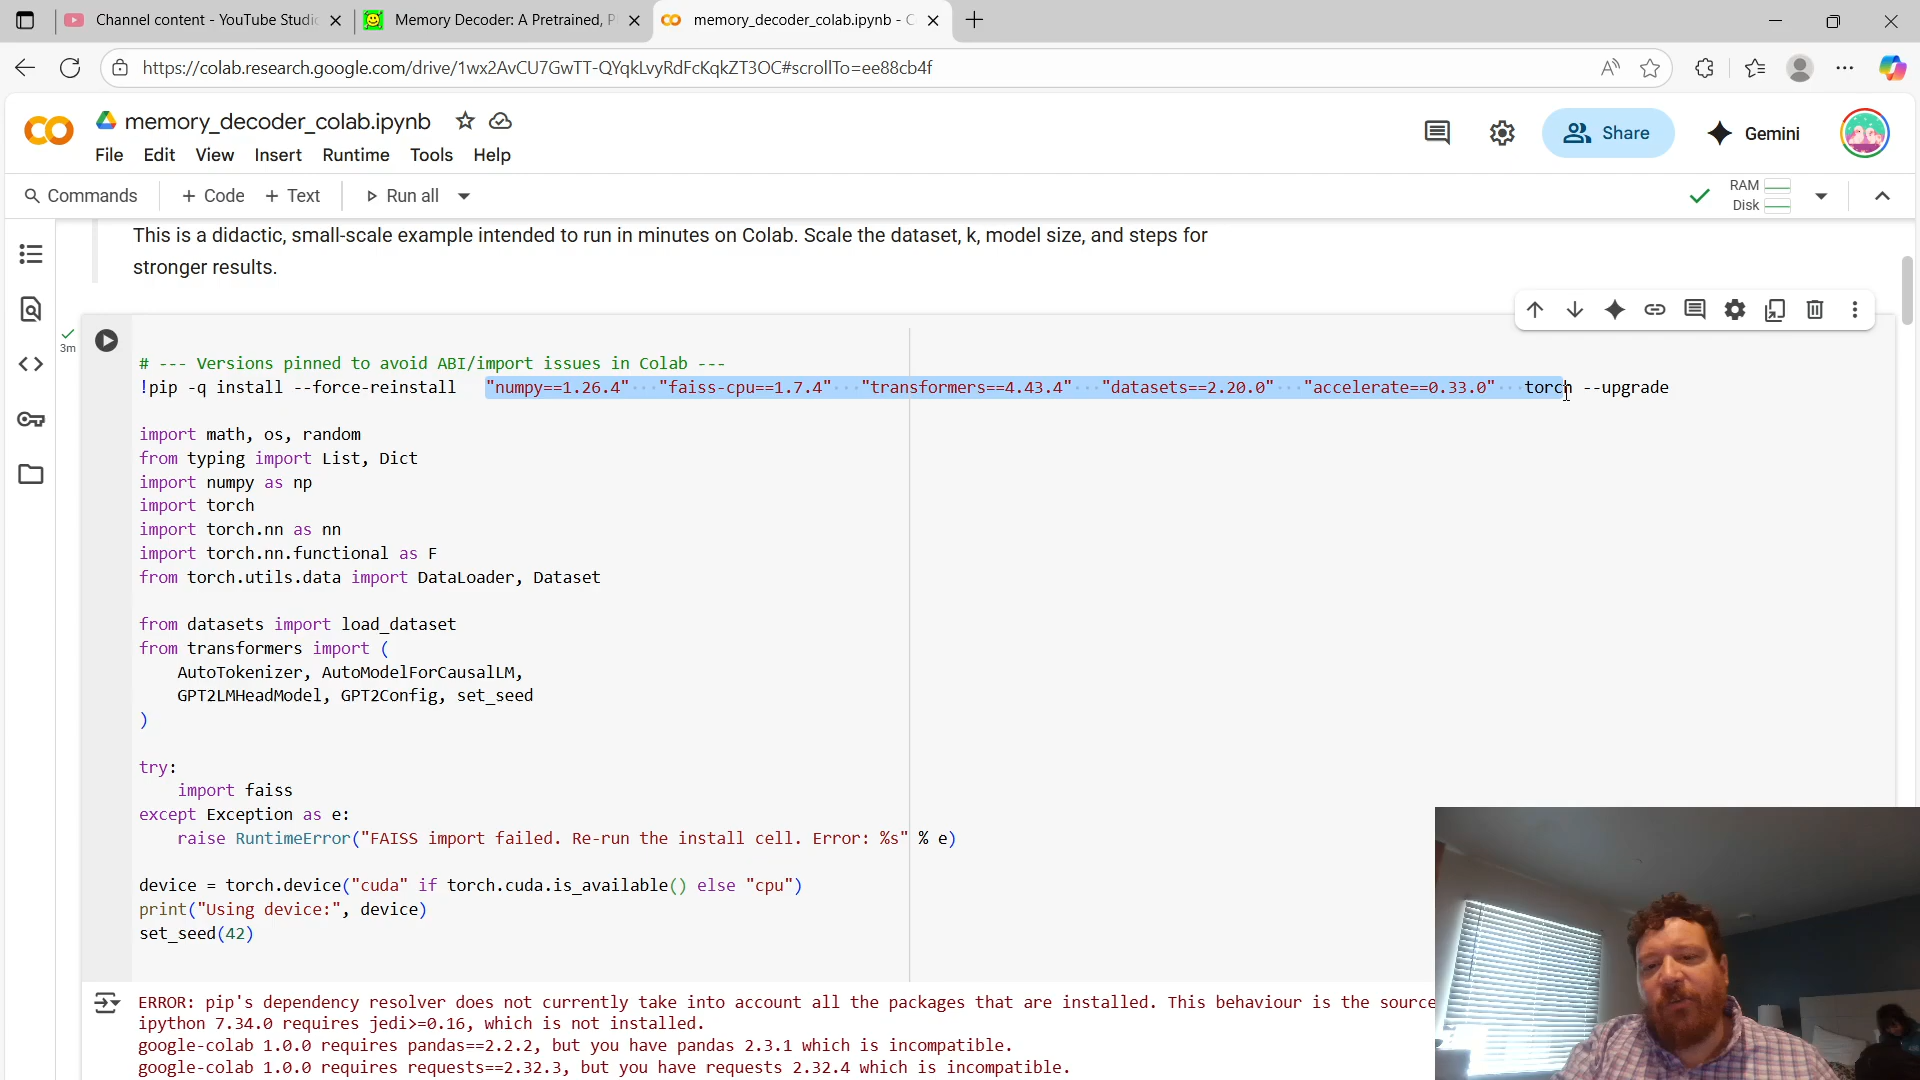 Channel content - YouTube Studio
Memory Decoder: A Pretrained, P
memory_decoder_colab.ipynb - C
https://colab.research.google.com/drive/1wx2AvCU7GwTT-QYqkLvyRdFcKqkZT3OC#scrollTo=ee88cb4f
memory_decoder_colab.ipynb
Share
Gemini
File Edit View Insert Runtime Tools Help
Commands + Code + Text Run all
RAM
Disk
This is a didactic, small-scale example intended to run in minutes on Colab. Scale the dataset, k, model size, and steps for
stronger results.
3m
# --- Versions pinned to avoid ABI/import issues in Colab ---
!pip -q install --force-reinstall "numpy==1.26.4" "faiss-cpu==1.7.4" "transformers==4.43.4" "datasets==2.20.0" "accelerate==0.33.0" torch --upgrade
import math, os, random
from typing import List, Dict
import numpy as np
import torch
import torch.nn as nn
import torch.nn.functional as F
from torch.utils.data import DataLoader, Dataset
from datasets import load_dataset
from transformers import (
AutoTokenizer, AutoModelForCausalLM,
GPT2LMHeadModel, GPT2Config, set_seed
)
try:
import faiss
except Exception as e:
raise RuntimeError("FAISS import failed. Re-run the install cell. Error: %s" % e)
device = torch.device("cuda" if torch.cuda.is_available() else "cpu")
print("Using device:", device)
set_seed(42)
ERROR: pip's dependency resolver does not currently take into account all the packages that are installed. This behaviour is the source
ipython 7.34.0 requires jedi>=0.16, which is not installed.
google-colab 1.0.0 requires pandas==2.2.2, but you have pandas 2.3.1 which is incompatible.
google-colab 1.0.0 requires requests==2.32.3, but you have requests 2.32.4 which is incompatible.